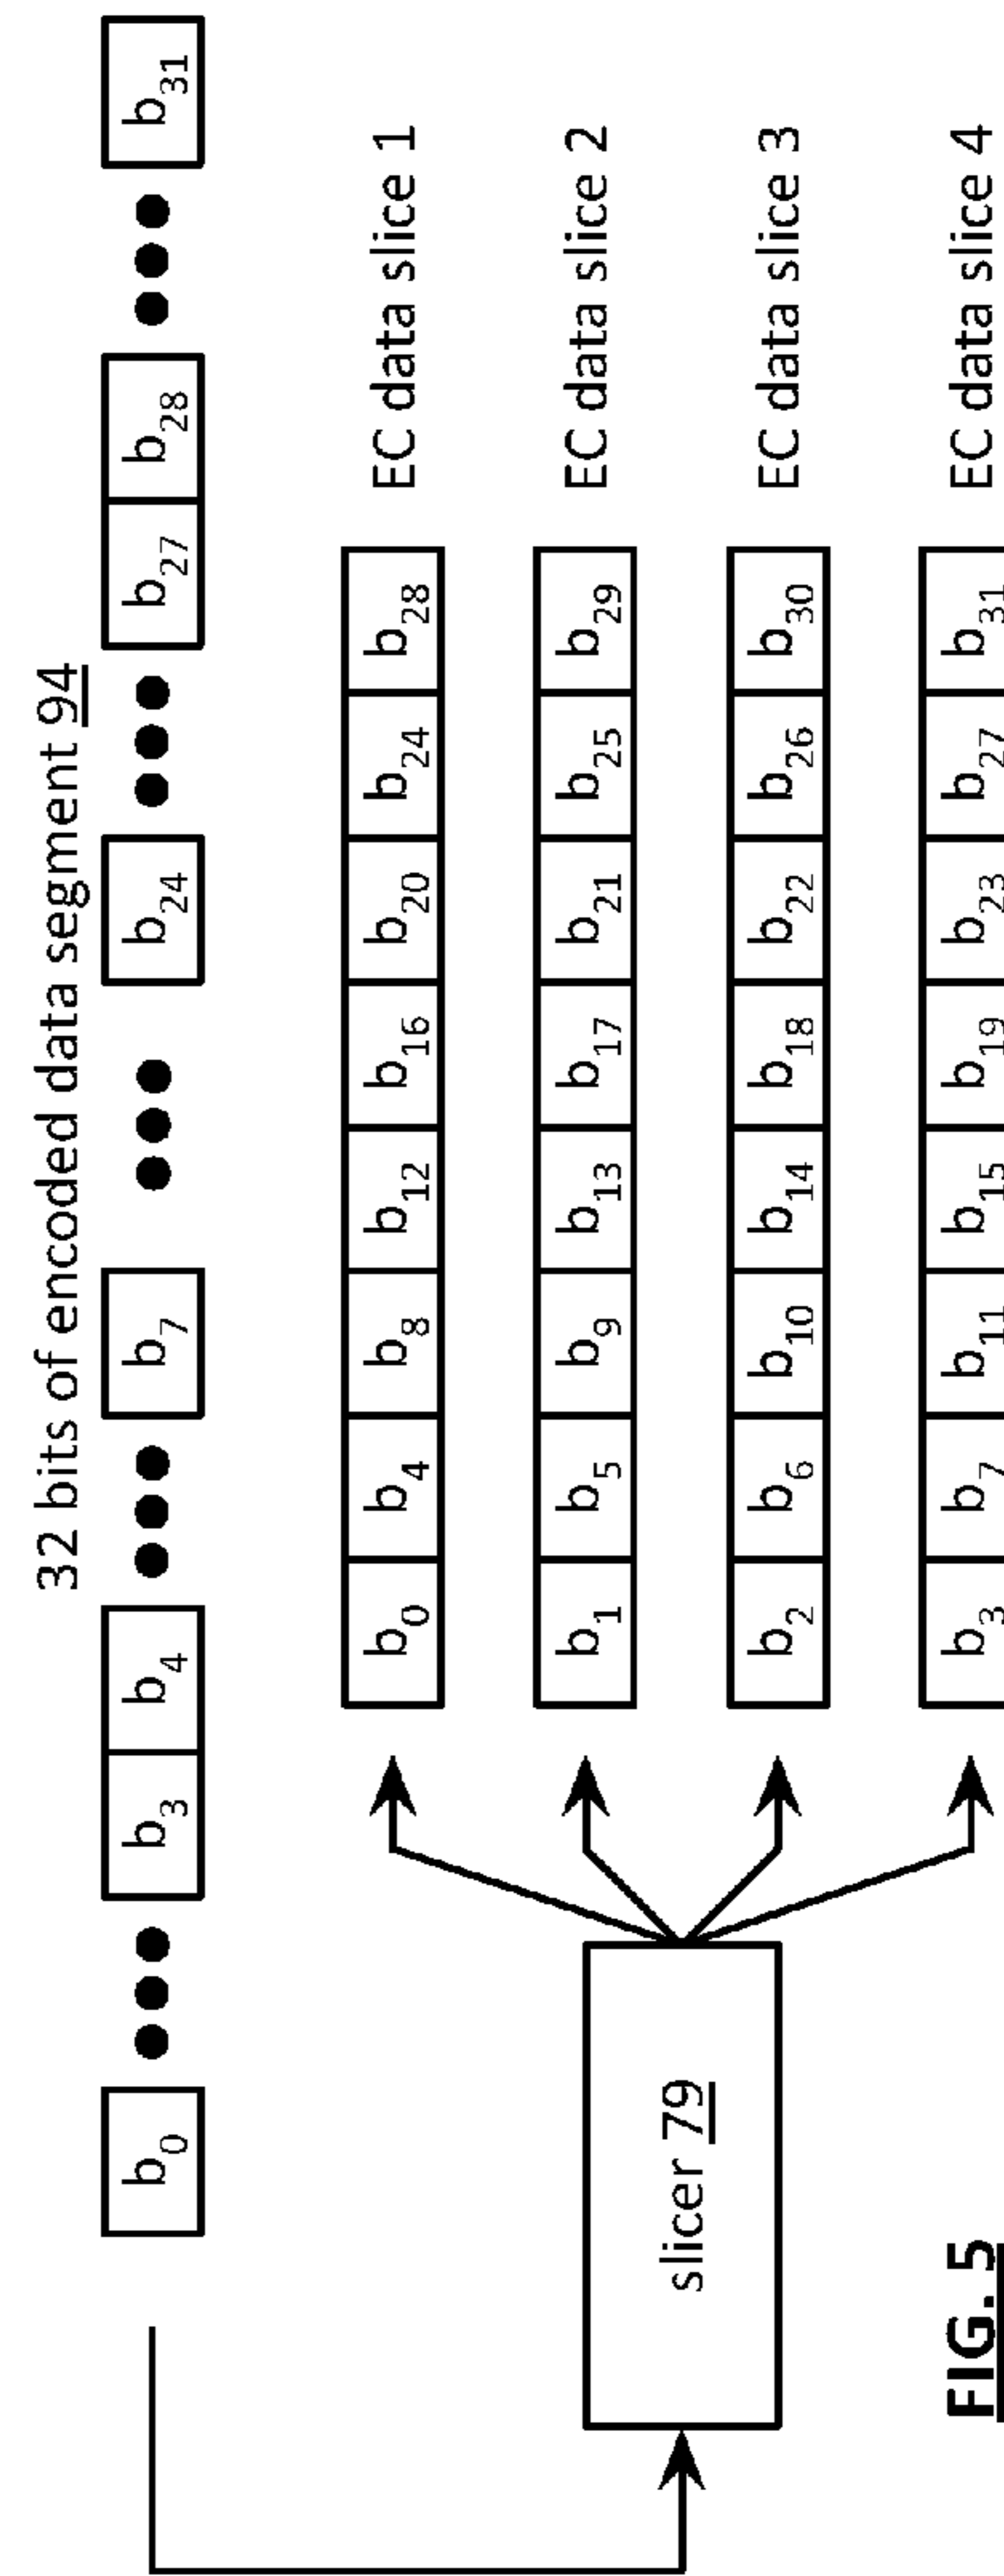 32 bits of encoded data segment 94
b0 ••• b3 b4 ••• b7 ••• b24 ••• b27 b28 ••• b31
b0 b4 b8 b12 b16 b20 b24 b28 EC data slice 1
b1 b5 b9 b13 b17 b21 b25 b29 EC data slice 2
slicer 79
b2 b6 b10 b14 b18 b22 b26 b30 EC data slice 3
b3 b7 b11 b15 b19 b23 b27 b31 EC data slice 4
FIG. 5